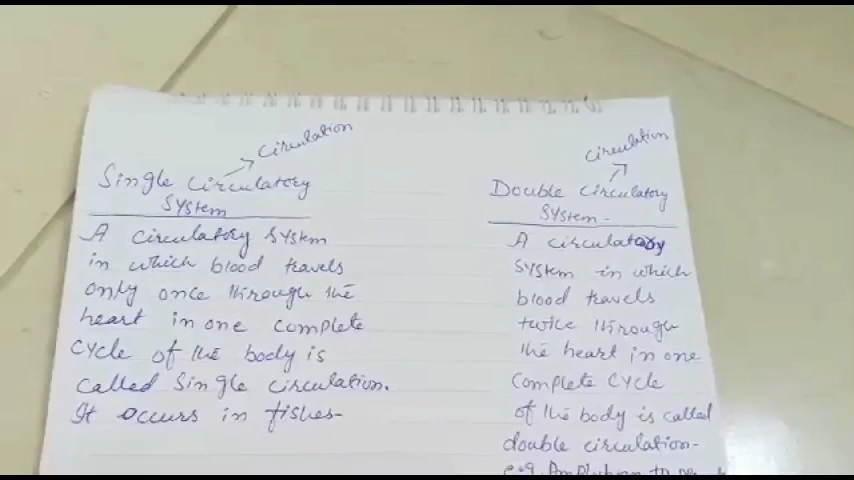 circulation
Single circulatory
System
A circulatory system
in which blood travels
only once through the
heart in one complete
cycle of the body is
called single circulation.
It occurs in fishes-
circulation
Double circulatory
System-
A circulatory
system in which
blood travels
twice through
the heart in one
complete cycle
of the body is called
double circulation-
e.g. to